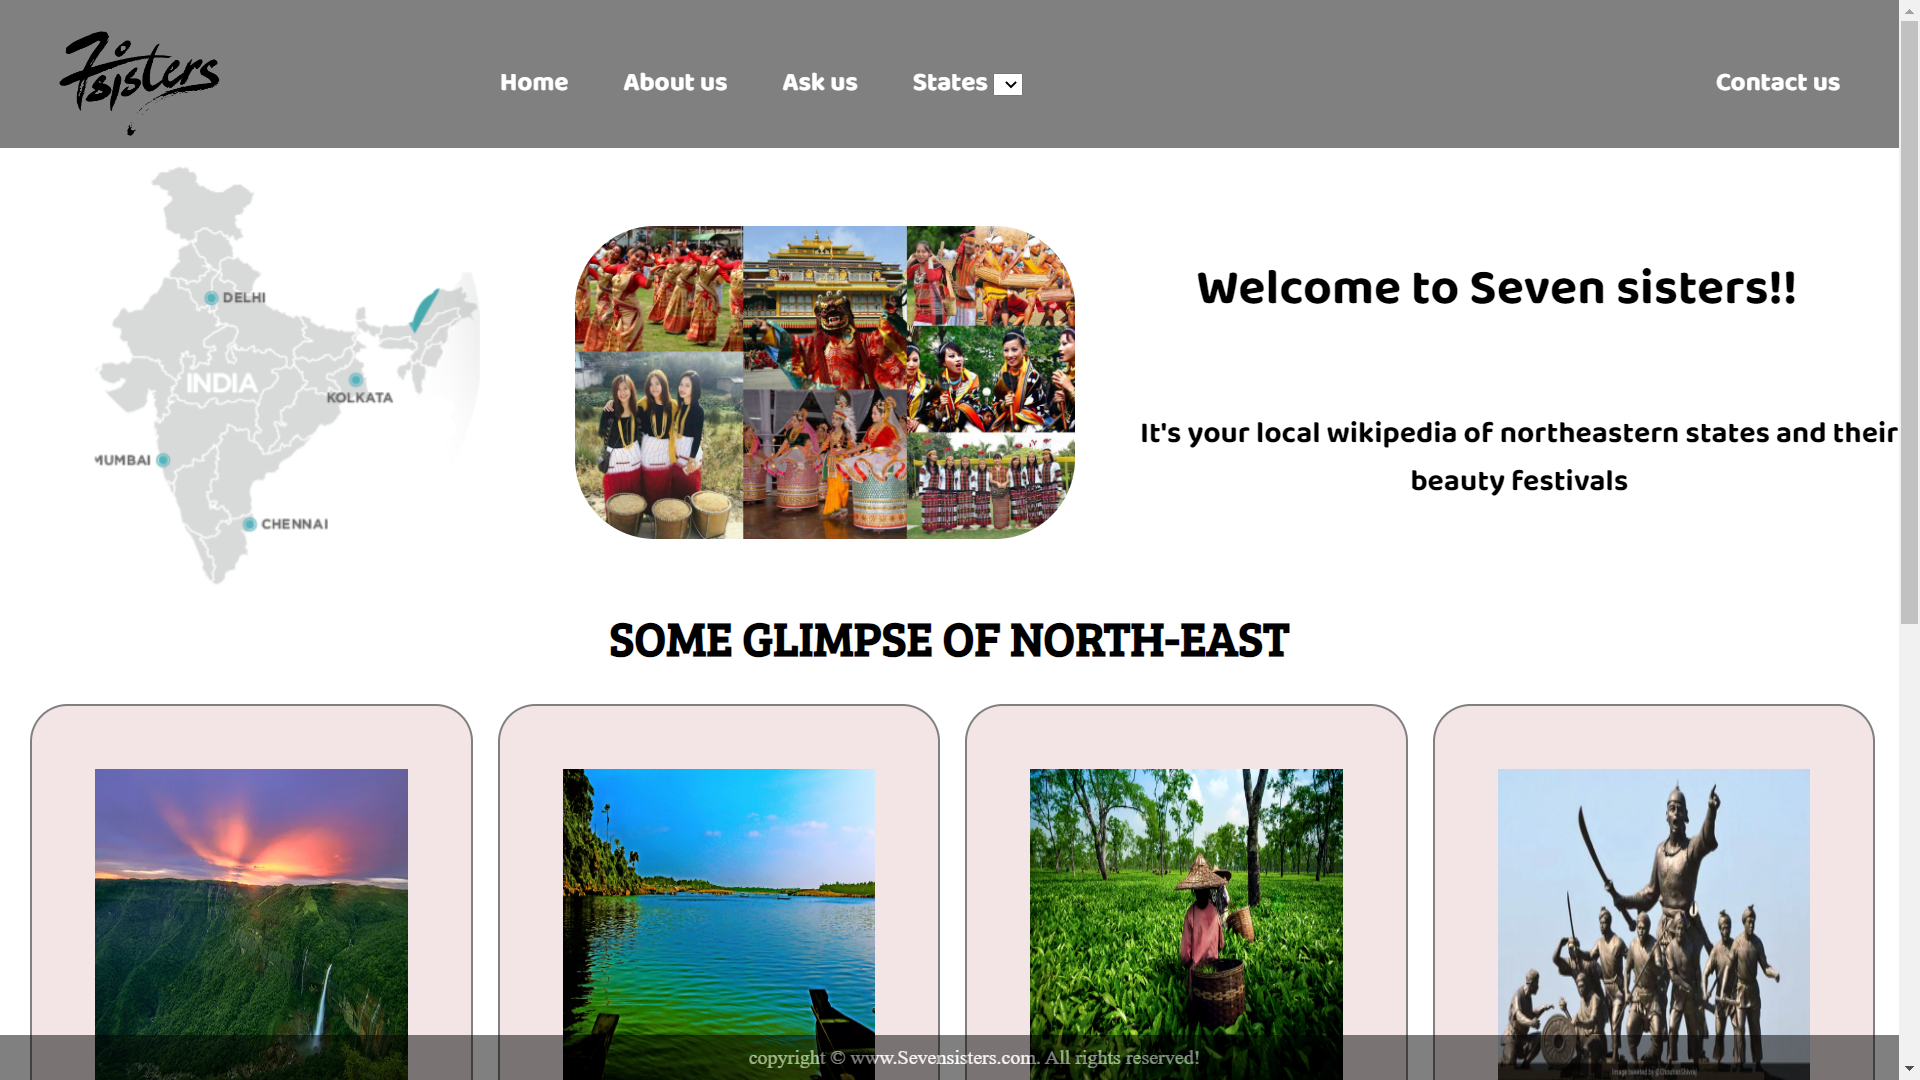 7 sisters
Home
About us
Ask us
States
Contact us
DELHI
INDIA
KOLKATA
MUMBAI
CHENNAI
Welcome to Seven sisters!!
It's your local wikipedia of northeastern states and their
beauty festivals
SOME GLIMPSE OF NORTH-EAST
copyright © www.Sevensisters.com. All rights reserved!